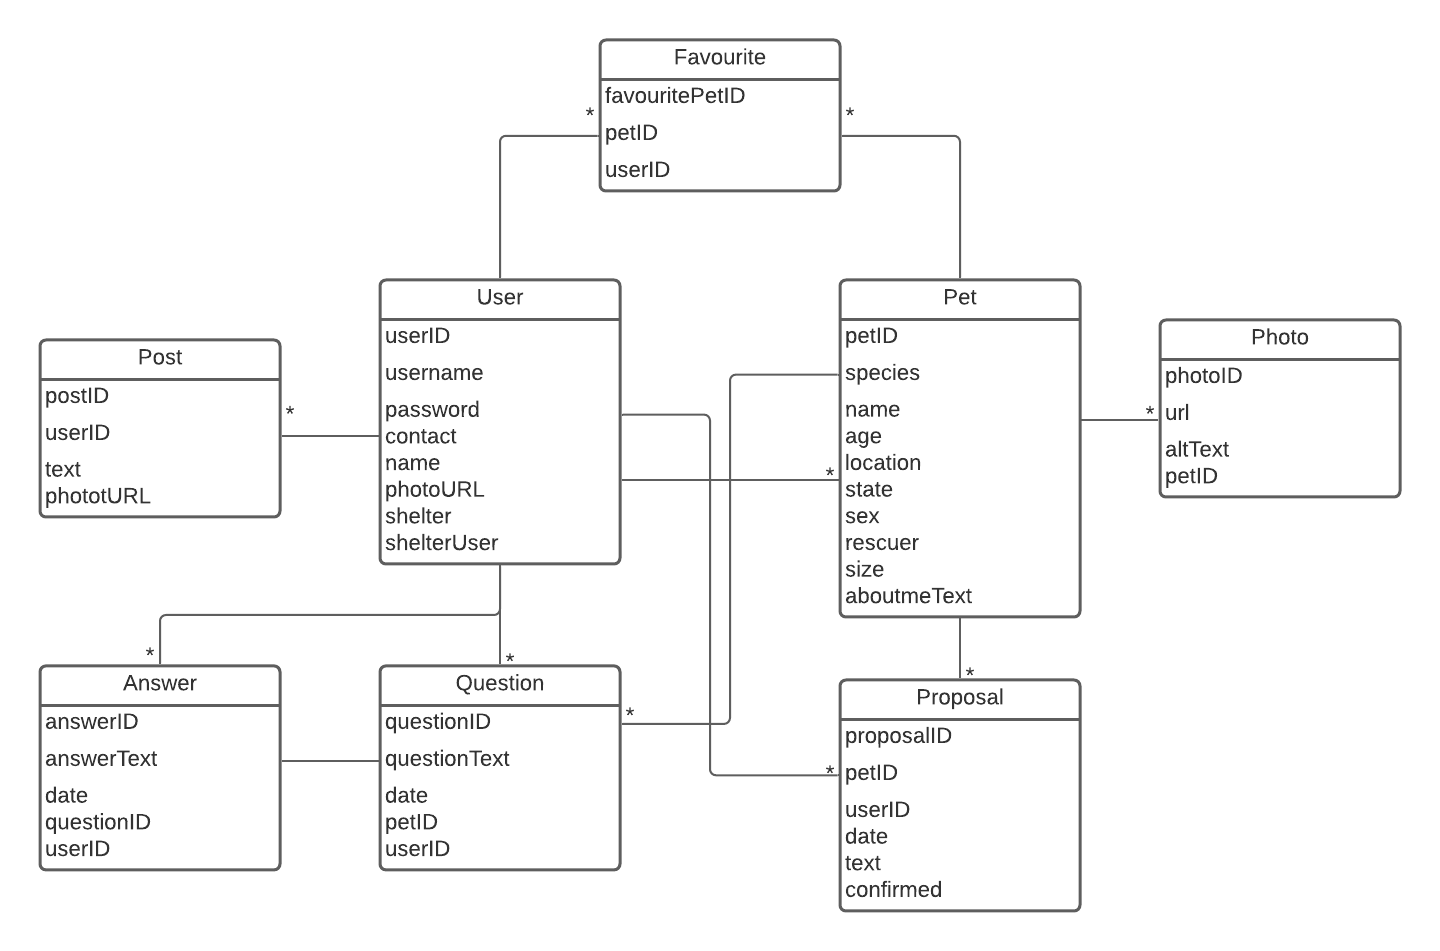 Favourite
favouritePetID
*
*
petID
userID
User
userID
username
password
contact
name
photoURL
shelter
shelterUser
Pet
petID
species
name
age
location
state
sex
rescuer
size
aboutmeText
*
Photo
photoID
url
altText
petID
*
Post
postID
userID
text
phototURL
*
Answer
answerID
answerText
date
questionID
userID
*
Question
questionID
questionText
date
petID
userID
*
*
Proposal
proposalID
petID
userID
date
text
confirmed
*
*